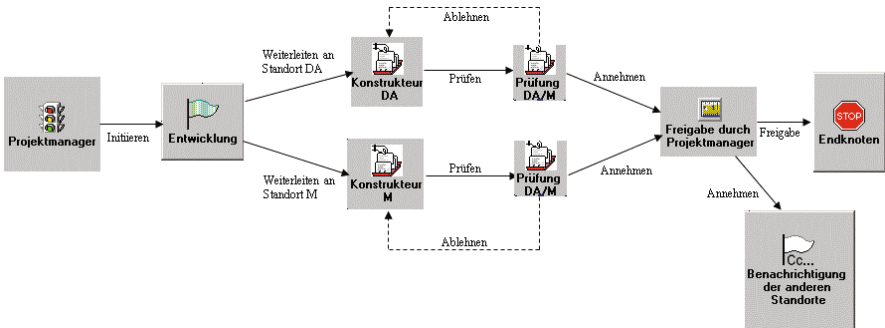 Projektmanager
Initiieren
Entwicklung
Weiterleiten an
Standort DA
Weiterleiten an
Standort M
Ablehnen
Konstrukteur
DA
Prüfen
Prüfung
DA/M
Annehmen
Konstrukteur
M
Prüfen
Prüfung
DA/M
Annehmen
Ablehnen
Freigabe durch
Projektmanager
Freigabe
STOP
Endknoten
Annehmen
Cc...
Benachrichtigung
der anderen
Standorte